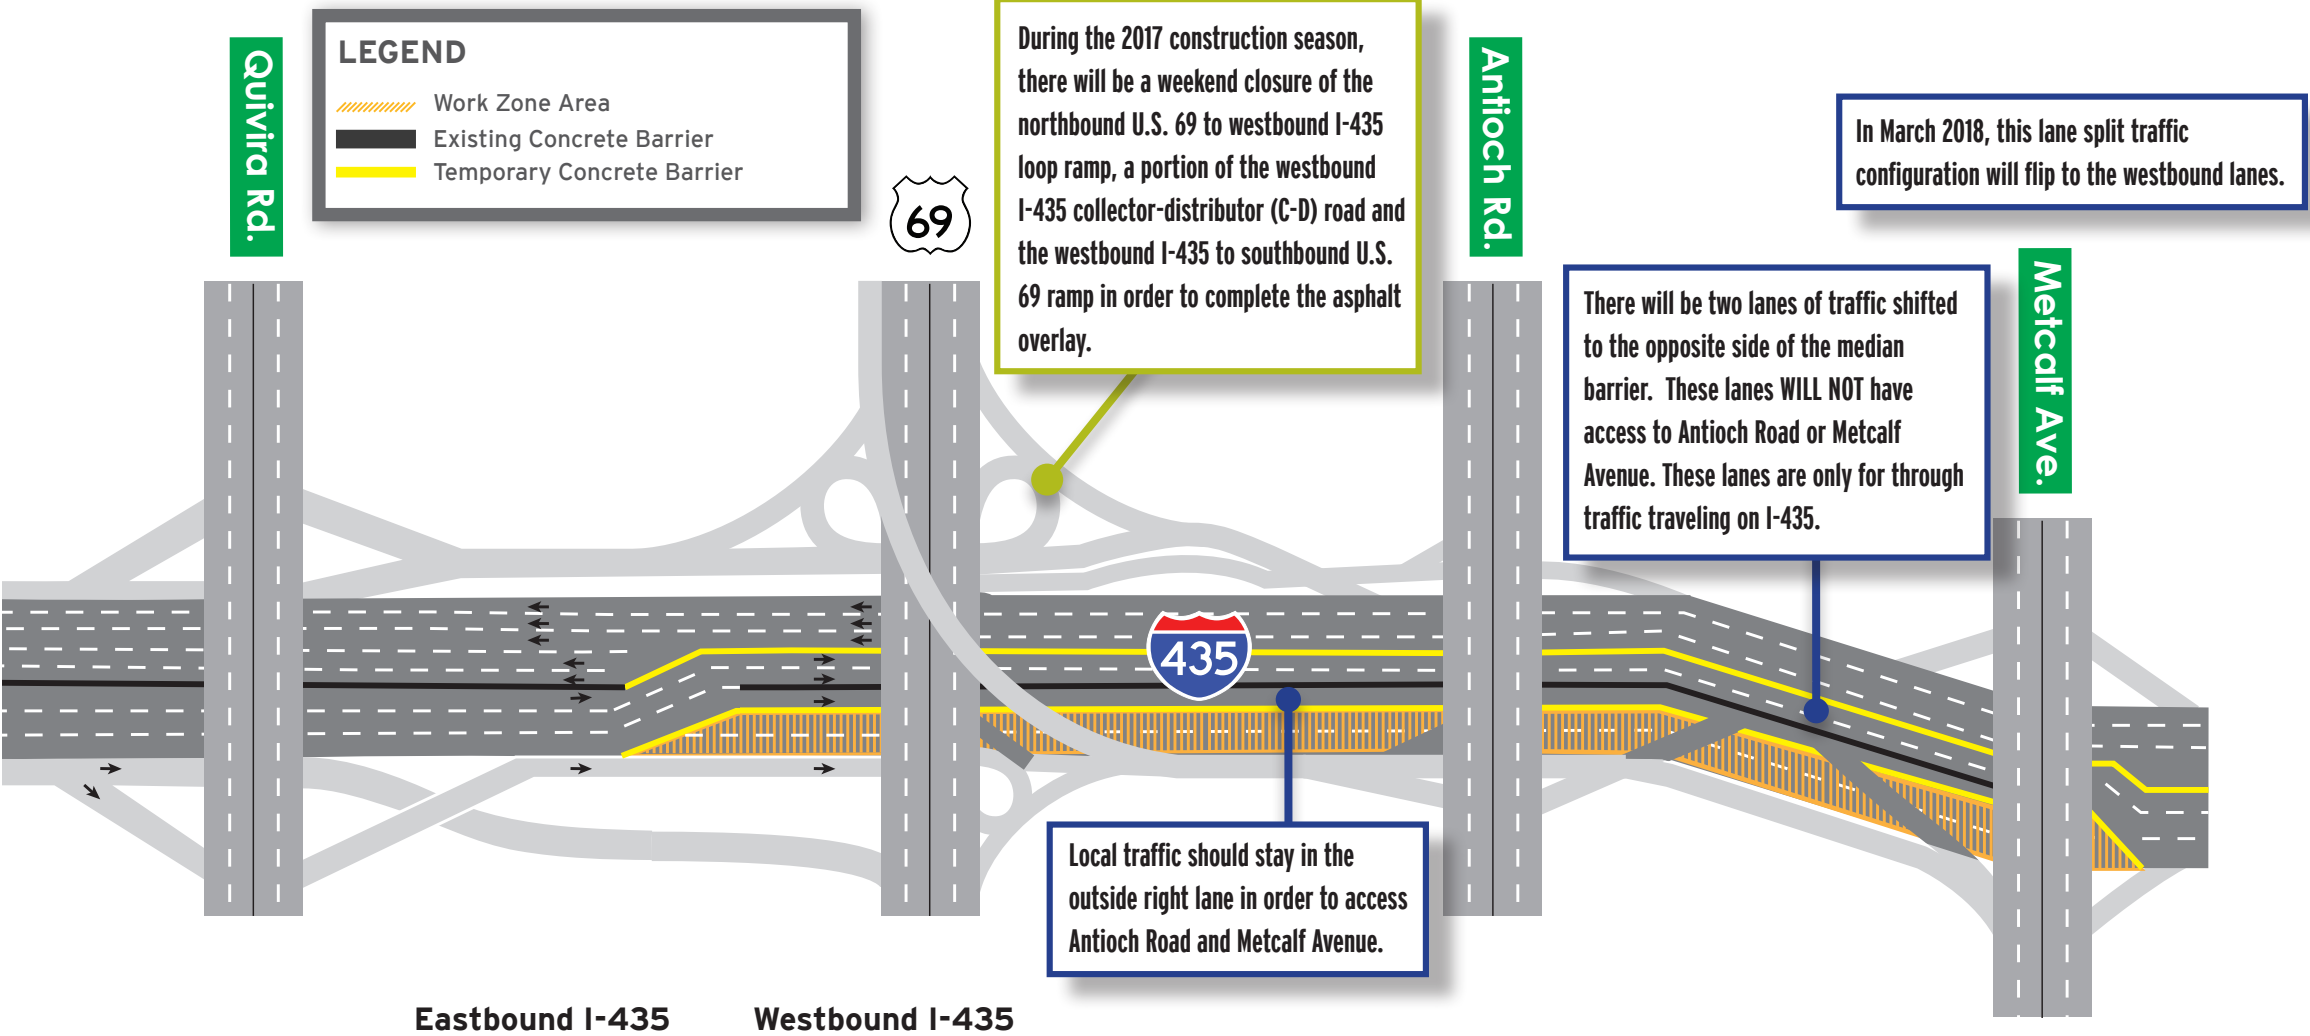 Quivira Rd.
LEGEND
Work Zone Area
Existing Concrete Barrier
Temporary Concrete Barrier
69
During the 2017 construction season,
there will be a weekend closure of the
northbound U.S. 69 to westbound I-435
loop ramp, a portion of the westbound
I-435 collector-distributor (C-D) road and
the westbound I-435 to southbound U.S.
69 ramp in order to complete the asphalt
overlay.
Antioch Rd.
In March 2018, this lane split traffic
configuration will flip to the westbound lanes.
There will be two lanes of traffic shifted
to the opposite side of the median
barrier.  These lanes WILL NOT have
access to Antioch Road or Metcalf
Avenue. These lanes are only for through
traffic traveling on I-435.
Metcalf Ave.
435
Local traffic should stay in the
outside right lane in order to access
Antioch Road and Metcalf Avenue.
Eastbound I-435 Westbound I-435